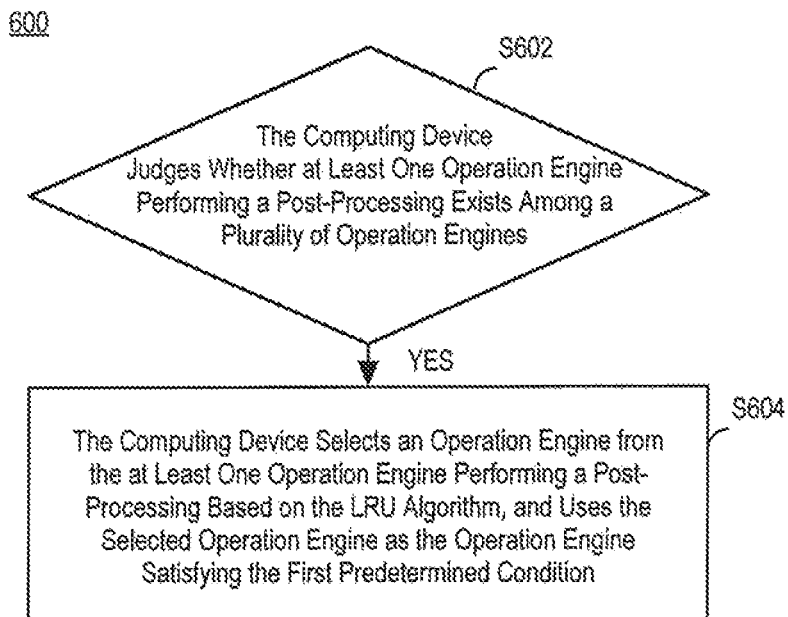 600
S602
The Computing Device
Judges Whether at Least One Operation Engine
Performing a Post-Processing Exists Among a
Plurality of Operation Engines
YES
S604
The Computing Device Selects an Operation Engine from
the at Least One Operation Engine Performing a Post-
Processing Based on the LRU Algorithm, and Uses the
Selected Operation Engine as the Operation Engine
Satisfying the First Predetermined Condition